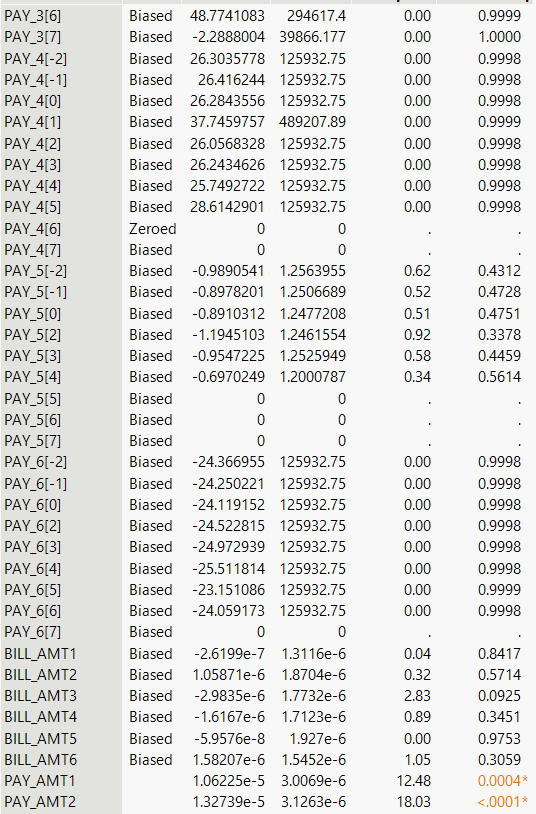 PAY_3[6] Biased 48.7741083 294617.4 0.00 0.9999
PAY_3[7] Biased -2.2888004 39866.177 0.00 1.0000
PAY_4[-2] Biased 26.3035778 125932.75 0.00 0.9998
PAY_4[-1] Biased 26.416244 125932.75 0.00 0.9998
PAY_4[0] Biased 26.2843556 125932.75 0.00 0.9998
PAY_4[1] Biased 37.7459757 489207.89 0.00 0.9999
PAY_4[2] Biased 26.0568328 125932.75 0.00 0.9998
PAY_4[3] Biased 26.2434626 125932.75 0.00 0.9998
PAY_4[4] Biased 25.7492722 125932.75 0.00 0.9998
PAY_4[5] Biased 28.6142901 125932.75 0.00 0.9998
PAY_4[6] Zeroed 0 0 . .
PAY_4[7] Biased 0 0 . .
PAY_5[-2] Biased -0.9890541 1.2563955 0.62 0.4312
PAY_5[-1] Biased -0.8978201 1.2506689 0.52 0.4728
PAY_5[0] Biased -0.8910312 1.2477208 0.51 0.4751
PAY_5[2] Biased -1.1945103 1.2461554 0.92 0.3378
PAY_5[3] Biased -0.9547225 1.2525949 0.58 0.4459
PAY_5[4] Biased -0.6970249 1.2000787 0.34 0.5614
PAY_5[5] Biased 0 0 . .
PAY_5[6] Biased 0 0 . .
PAY_5[7] Biased 0 0 . .
PAY_6[-2] Biased -24.366955 125932.75 0.00 0.9998
PAY_6[-1] Biased -24.250221 125932.75 0.00 0.9998
PAY_6[0] Biased -24.119152 125932.75 0.00 0.9998
PAY_6[2] Biased -24.522815 125932.75 0.00 0.9998
PAY_6[3] Biased -24.972939 125932.75 0.00 0.9998
PAY_6[4] Biased -25.511814 125932.75 0.00 0.9998
PAY_6[5] Biased -23.151086 125932.75 0.00 0.9999
PAY_6[6] Biased -24.059173 125932.75 0.00 0.9998
PAY_6[7] Biased 0 0 . .
BILL_AMT1 Biased -2.6199e-7 1.3116e-6 0.04 0.8417
BILL_AMT2 Biased 1.05871e-6 1.8704e-6 0.32 0.5714
BILL_AMT3 Biased -2.9835e-6 1.7732e-6 2.83 0.0925
BILL_AMT4 Biased -1.6167e-6 1.7123e-6 0.89 0.3451
BILL_AMT5 Biased -5.9576e-8 1.927e-6 0.00 0.9753
BILL_AMT6 Biased 1.58207e-6 1.5452e-6 1.05 0.3059
PAY_AMT1 1.06225e-5 3.0069e-6 12.48 0.0004*
PAY_AMT2 1.32739e-5 3.1263e-6 18.03 <.0001*